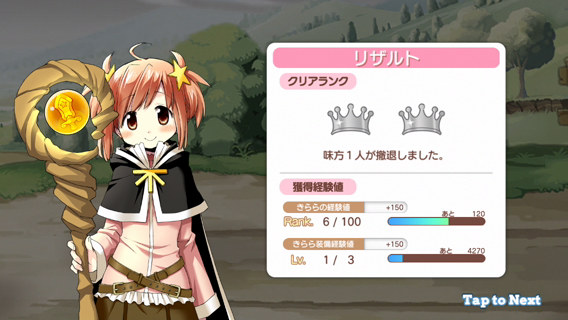 リザルト
クリアランク
味方1人が撤退しました。
獲得経験値
きららの経験値 +150
Rank. 6 / 100 あと 120
きらら装備経験値 +150
Lv. 1 / 3 あと 4270
Tap to Next